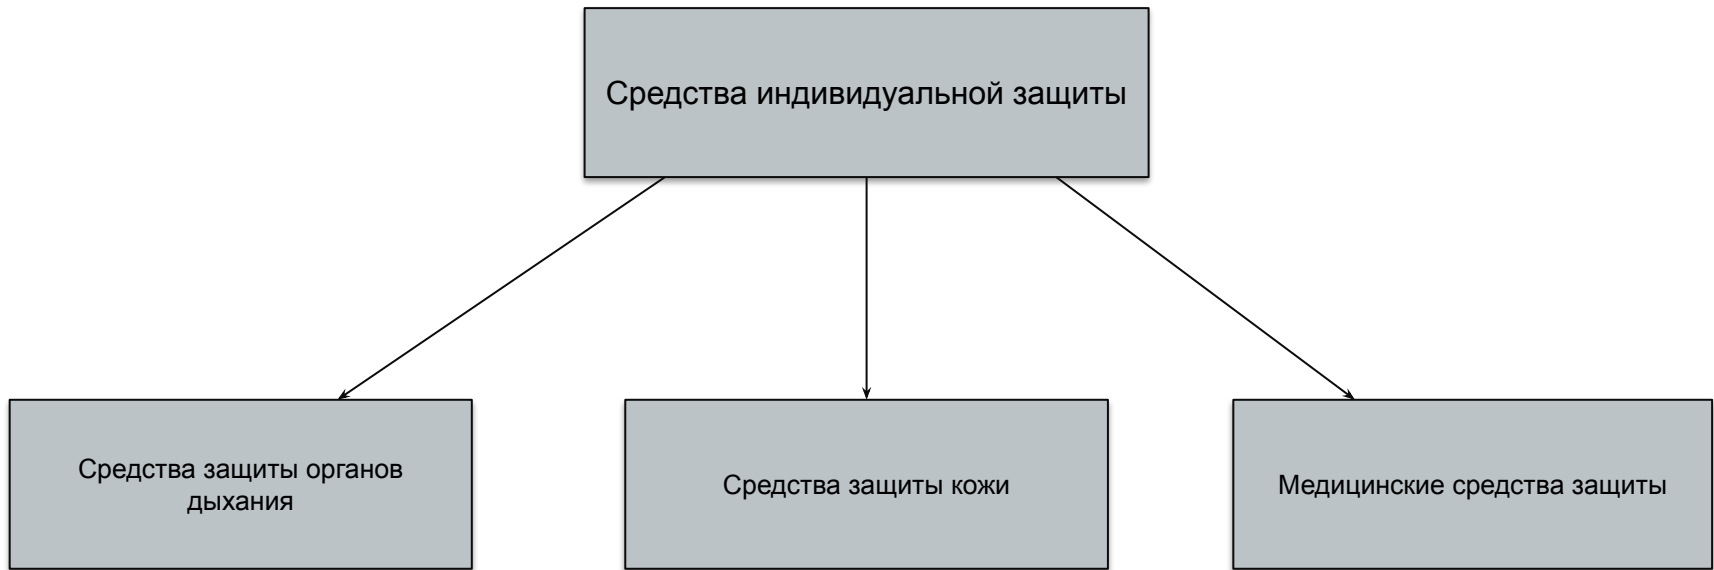 Средства индивидуальной защиты
Средства защиты органов
дыхания
Средства защиты кожи
Медицинские средства защиты